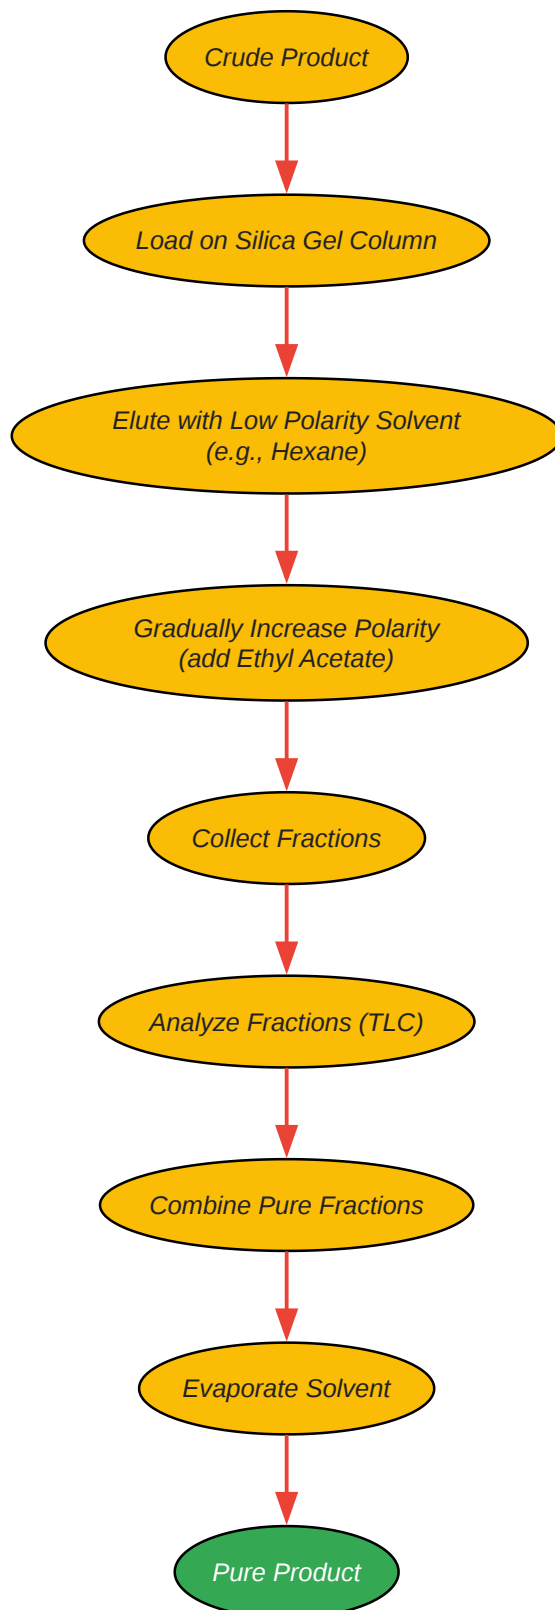 Crude Product
Load on Silica Gel Column
Elute with Low Polarity Solvent
(e.g., Hexane)
Gradually Increase Polarity
(add Ethyl Acetate)
Collect Fractions
Analyze Fractions (TLC)
Combine Pure Fractions
Evaporate Solvent
Pure Product